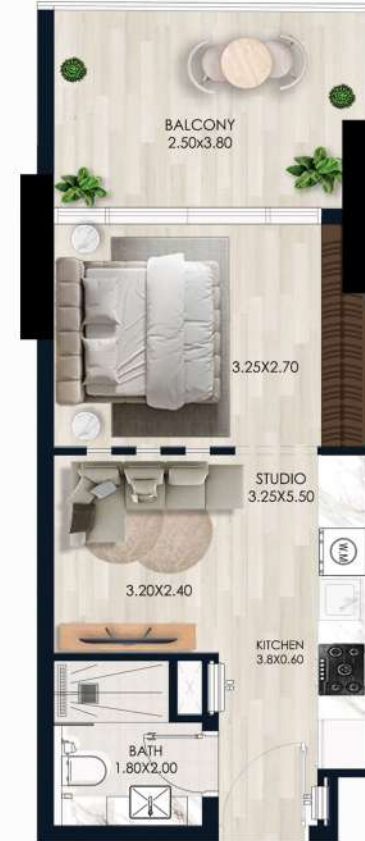 BALCONY
2.50x3.80
3.25X2.70
STUDIO
3.25X5.50
W.M
3.20X2.40
KITCHEN
3.8X0.60
BATH
1.80X2.00